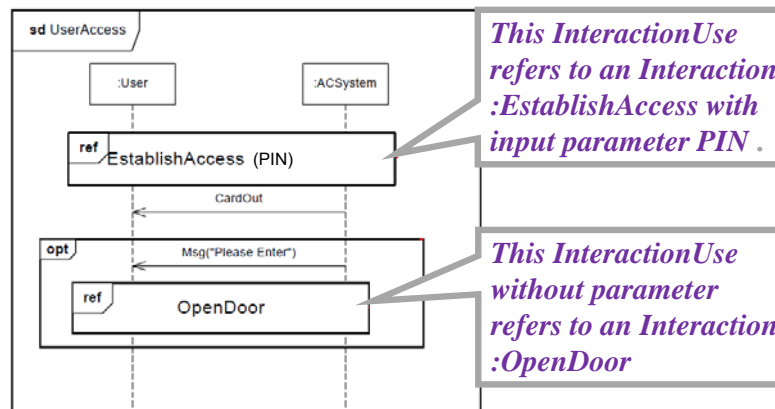 sd UserAccess
:User
:ACSystem
ref
EstablishAccess (PIN)
CardOut
opt
Msg("Please Enter")
ref
OpenDoor
This InteractionUse
refers to an Interaction
:EstablishAccess with
input parameter PIN .
This InteractionUse
without parameter
refers to an Interaction
:OpenDoor